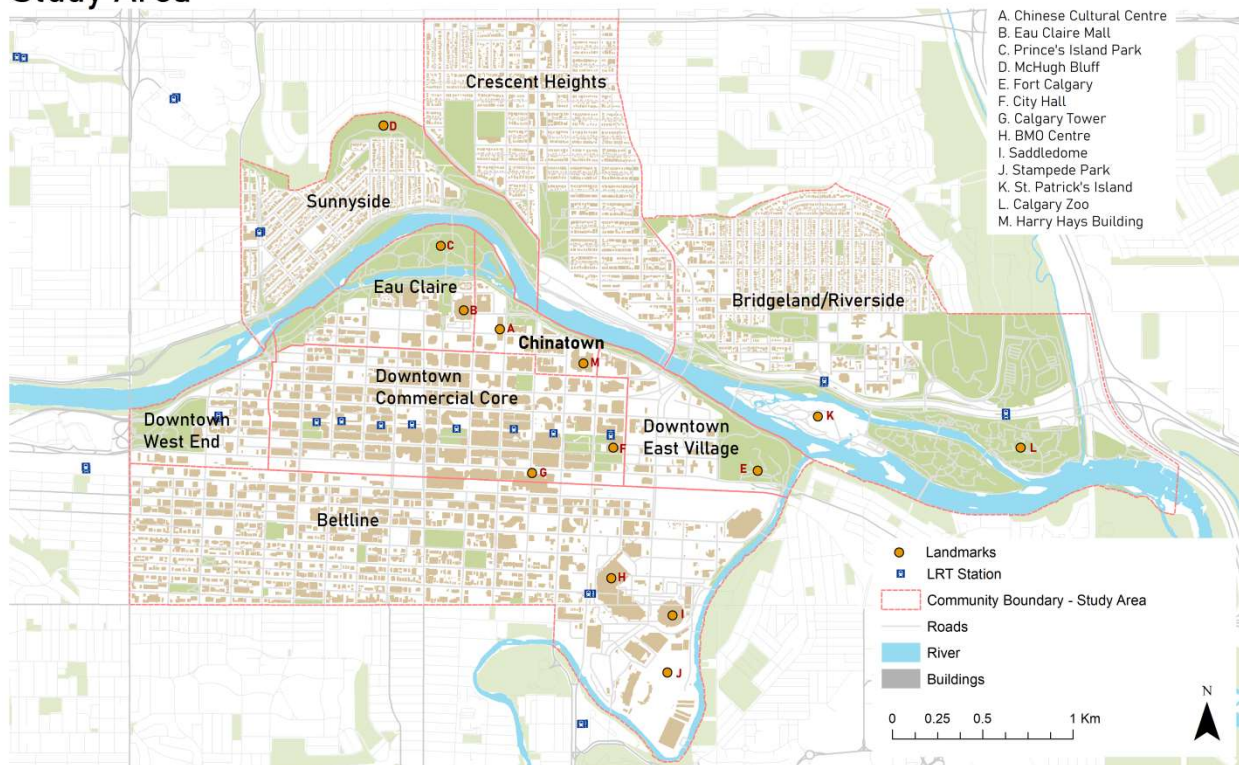 Study Area
A. Chinese Cultural Centre
B. Eau Claire Mall
C. Prince's Island Park
D. McHugh Bluff
E. Fort Calgary
F. City Hall
G. Calgary Tower
H. BMO Centre
I. Saddledome
J. Stampede Park
K. St. Patrick's Island
L. Calgary Zoo
M. Harry Hays Building
Crescent Heights
D
Sunnyside
C
Eau Claire
B
A
Bridgeland/Riverside
Chinatown
M
Downtown
Commercial Core
Downtown
West End
Downtown
East Village
K
F
L
E
G
Beltline
H
I
J
Landmarks
LRT Station
Community Boundary - Study Area
Roads
River
Buildings
N
0 0.25 0.5 1 Km